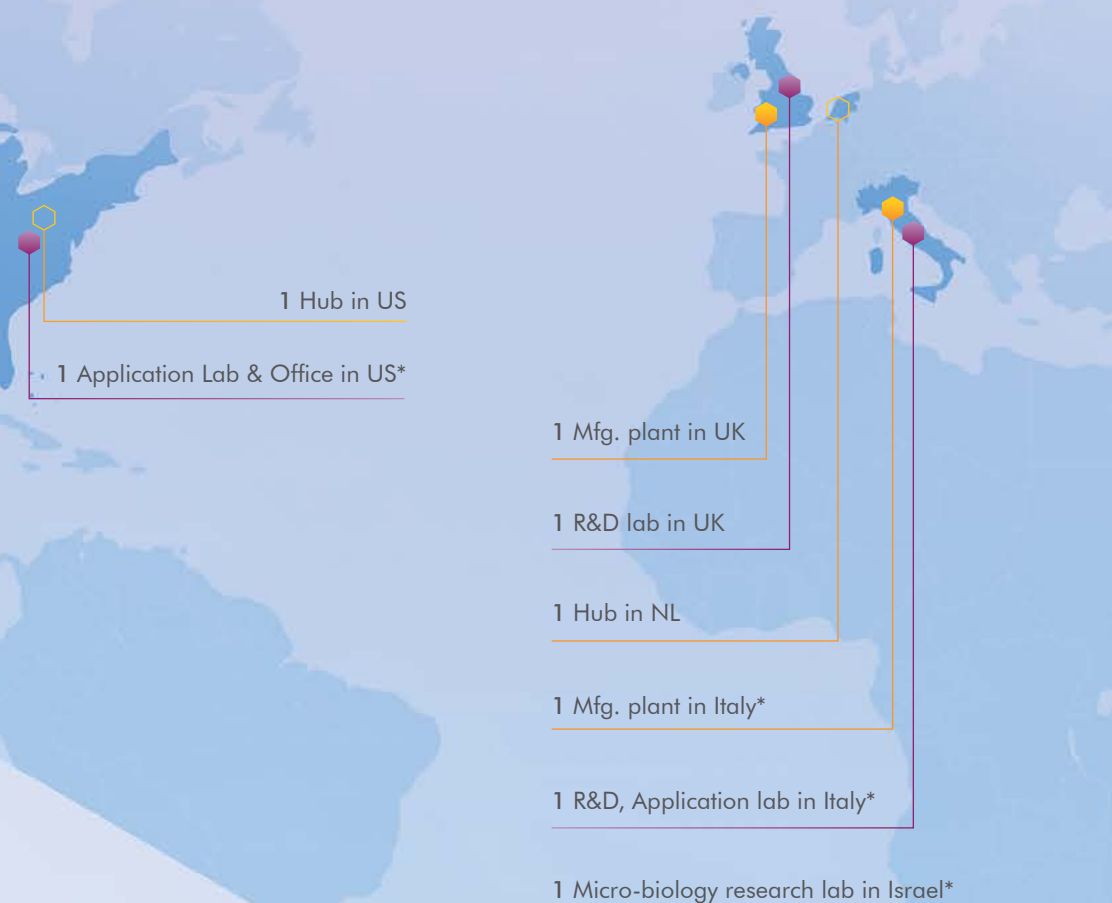 1 Hub in US
1 Application Lab & Office in US*
1 Mfg. plant in UK
1 R&D lab in UK
1 Hub in NL
1 Mfg. plant in Italy*
1 R&D, Application lab in Italy*
1 Micro-biology research lab in Israel*